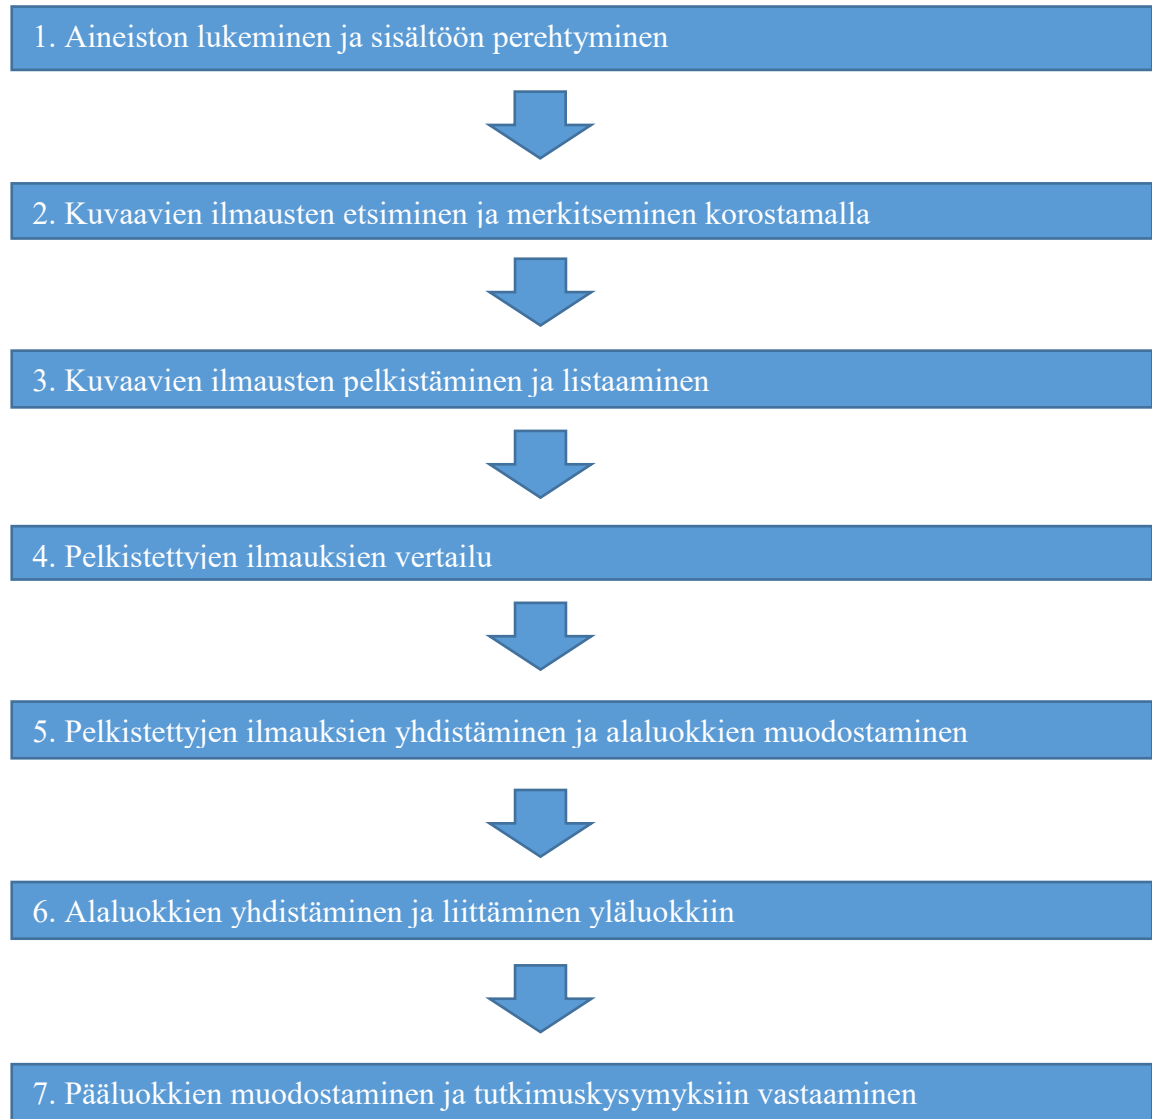 1. Aineiston lukeminen ja sisältöön perehtyminen
2. Kuvaavien ilmausten etsiminen ja merkitseminen korostamalla
3. Kuvaavien ilmausten pelkistäminen ja listaaminen
4. Pelkistettyjen ilmauksien vertailu
5. Pelkistettyjen ilmauksien yhdistäminen ja alaluokkien muodostaminen
6. Alaluokkien yhdistäminen ja liittäminen yläluokkiin
7. Pääluokkien muodostaminen ja tutkimuskysymyksiin vastaaminen